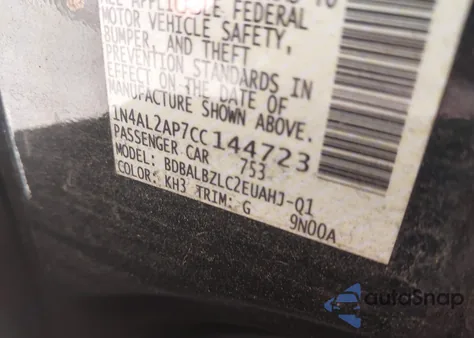 FEDERAL
MOTOR VEHICLE SAFETY,
BUMPER, AND THEFT
PREVENTION STANDARDS IN
EFFECT ON THE DATE OF
MANUFACTURE SHOWN ABOVE.
1N4AL2AP7CC144723
PASSENGER CAR 753
MODEL: BDBALBZLC2EUAHJ-Q1
COLOR: KH3 TRIM: G 9N00A
autoSnap